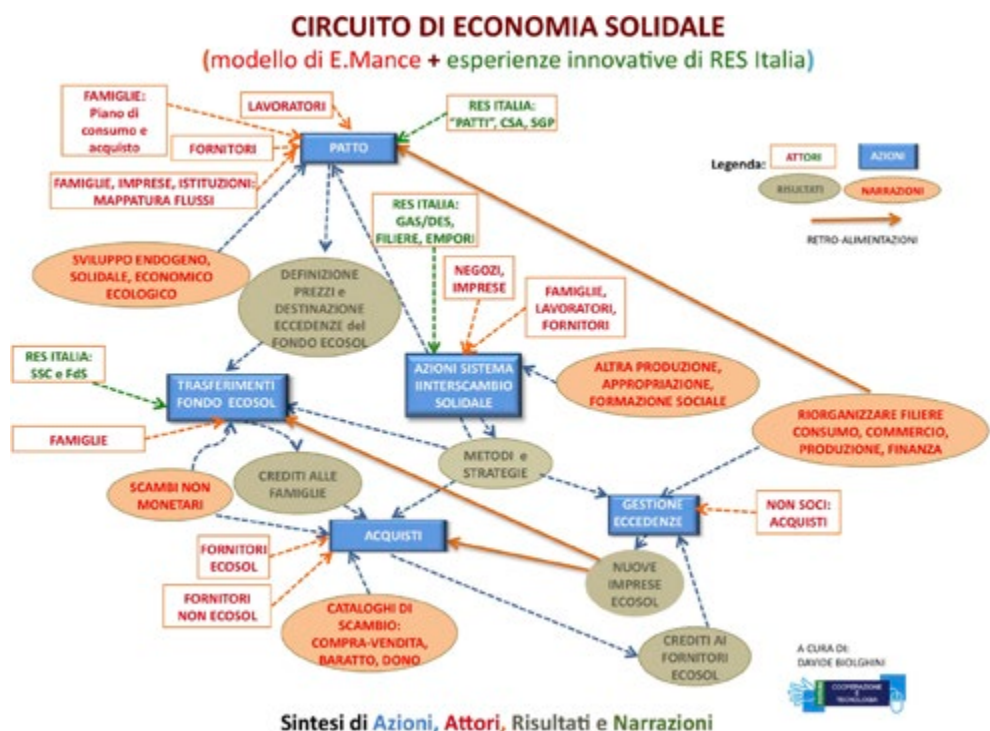 CIRCUITO DI ECONOMIA SOLIDALE
(modello di E.Mance + esperienze innovative di RES Italia)
FAMIGLIE:
Piano di
consumo e
acquisto
LAVORATORI
RES ITALIA:
"PATTI", CSA, SGP
FORNITORI
PATTO
FAMIGLIE, IMPRESE, ISTITUZIONI:
MAPPATURA FLUSSI
Legenda:
ATTORI
AZIONI
RISULTATI
NARRAZIONI
RETRO-ALIMENTAZIONI
RES ITALIA:
GAS/DES,
FILIERE, EMPORI
SVILUPPO ENDOGENO,
SOLIDALE, ECONOMICO
ECOLOGICO
DEFINIZIONE
PREZZI e
DESTINAZIONE
ECCEDENZE del
FONDO ECOSOL
NEGOZI,
IMPRESE
FAMIGLIE,
LAVORATORI,
FORNITORI
RES ITALIA:
SSC e FdS
TRASFERIMENTI
FONDO ECOSOL
AZIONI SISTEMA
IINTERSCAMBIO
SOLIDALE
ALTRA PRODUZIONE,
APPROPRIAZIONE,
FORMAZIONE SOCIALE
RIORGANIZZARE FILIERE
CONSUMO, COMMERCIO,
PRODUZIONE, FINANZA
FAMIGLIE
METODI e
STRATEGIE
SCAMBI NON
MONETARI
CREDITI ALLE
FAMIGLIE
GESTIONE
ECCEDENZE
NON SOCI:
ACQUISTI
ACQUISTI
FORNITORI
ECOSOL
FORNITORI
NON ECOSOL
NUOVE
IMPRESE
ECOSOL
CATALOGHI DI
SCAMBIO:
COMPRA-VENDITA,
BARATTO, DONO
CREDITI AI
FORNITORI
ECOSOL
A CURA DI:
DAVIDE BIOLGHINI
COOPERAZIONE
E
TECNOLOGIA
Sintesi di Azioni, Attori, Risultati e Narrazioni